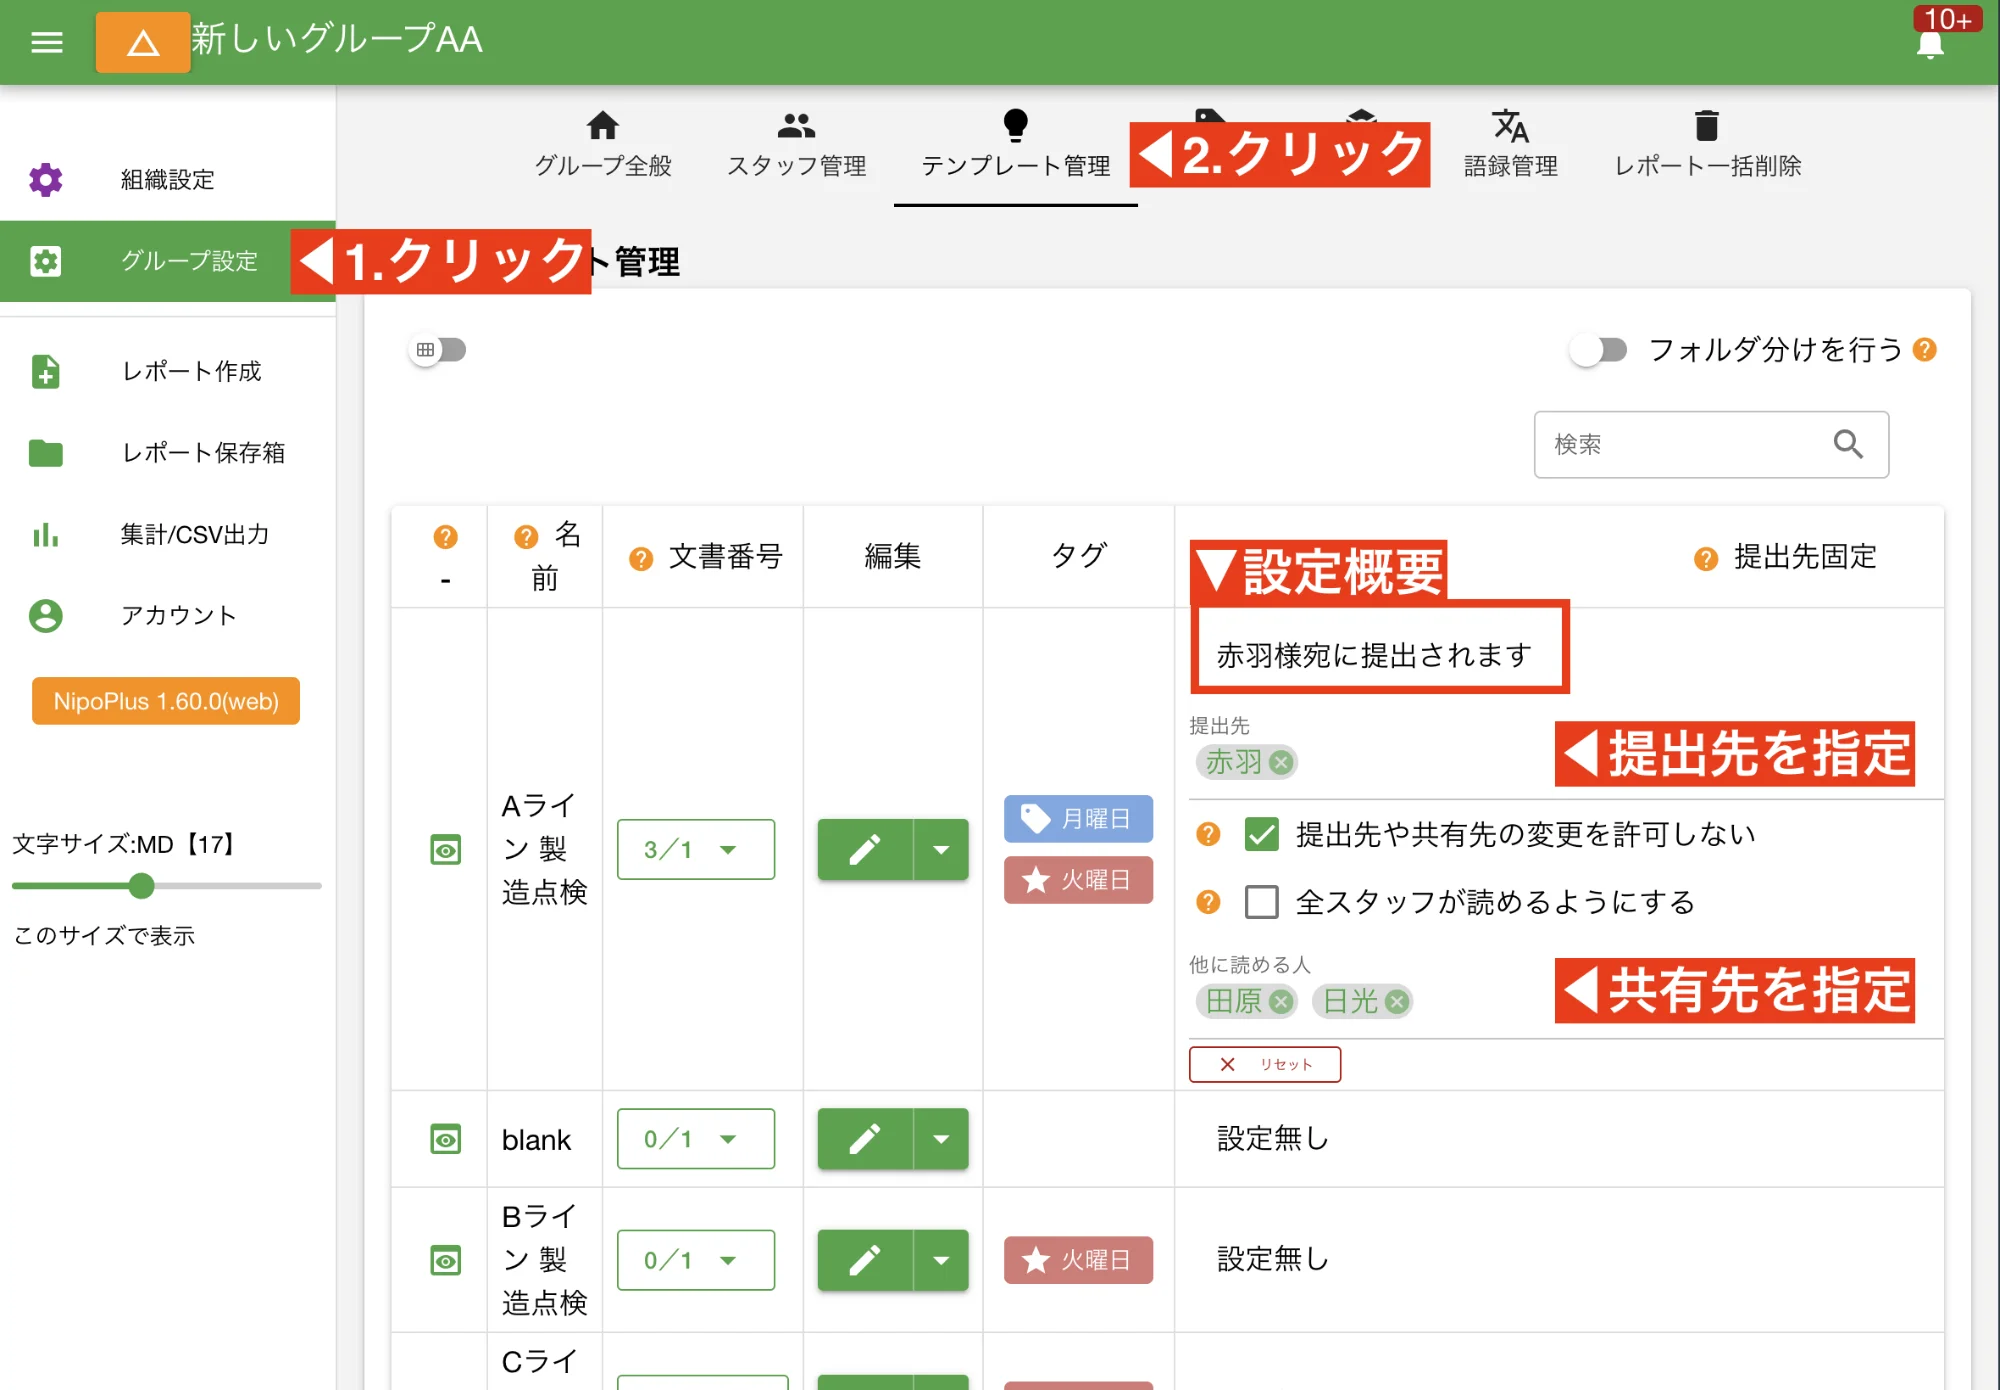 新しいグループAA
10+
組織設定
グループ設定
◀1.クリック
レポート作成
レポート保存箱
集計/CSV出力
アカウント
NipoPlus 1.60.0(web)
文字サイズ:MD【17】
このサイズで表示
グループ全般
スタッフ管理
テンプレート管理
◀2.クリック
語録管理
レポート一括削除
ト管理
フォルダ分けを行う
検索
-
名
前
文書番号
編集
タグ
▼設定概要
提出先固定
Aライ
ン 製
造点検
3／1
月曜日
火曜日
赤羽様宛に提出されます
提出先
赤羽
◀提出先を指定
提出先や共有先の変更を許可しない
全スタッフが読めるようにする
他に読める人
田原
日光
◀共有先を指定
リセット
blank
0／1
設定無し
Bライ
ン 製
造点検
0／1
火曜日
設定無し
Cライ